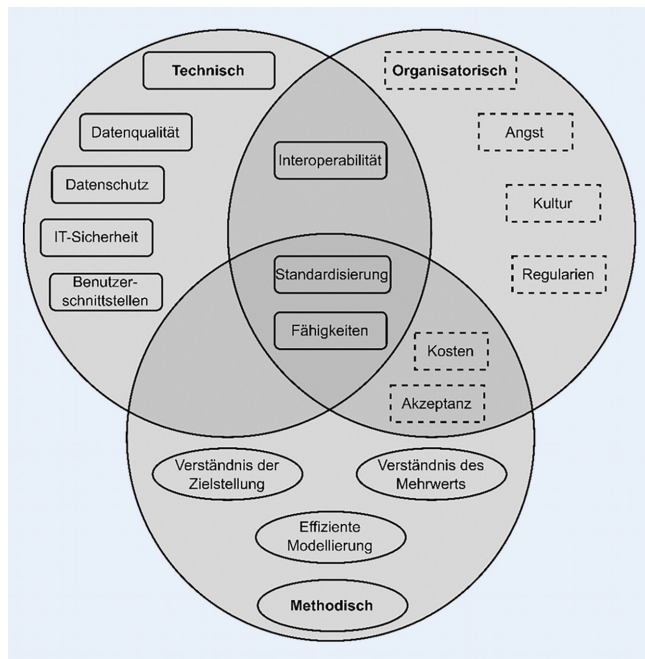 Technisch
Organisatorisch
Datenqualität
Angst
Interoperabilität
Datenschutz
Kultur
IT-Sicherheit
Standardisierung
Regularien
Benutzer-
schnittstellen
Fähigkeiten
Kosten
Akzeptanz
Verständnis der
Zielstellung
Verständnis des
Mehrwerts
Effiziente
Modellierung
Methodisch